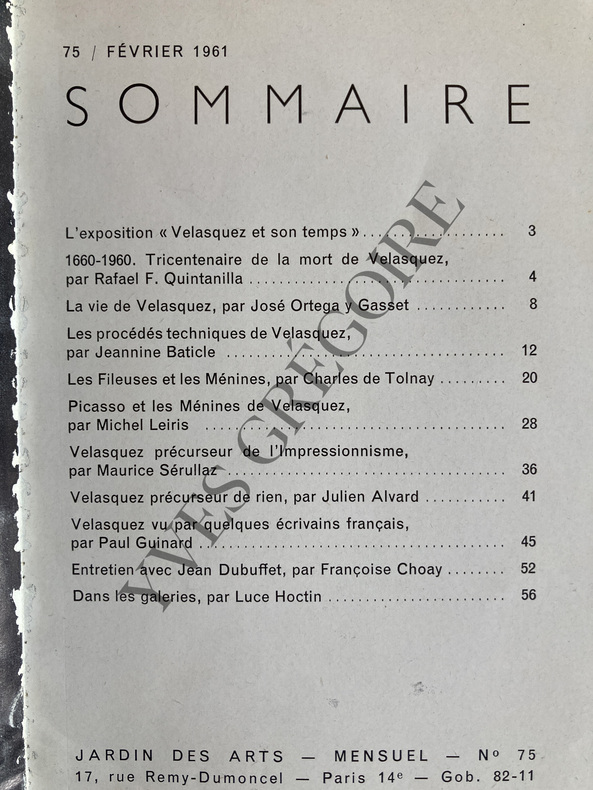 75 / FÉVRIER 1961
SOMMAIRE
L'exposition « Velasquez et son temps » . . . . . . . . . . . . . . . . . . . 3
1660-1960. Tricentenaire de la mort de Velasquez,
par Rafael F. Quintanilla . . . . . . . . . . . . . . . . . . . . . . . . . . . . . . . . 4
La vie de Velasquez, par José Ortega y Gasset . . . . . . . . . . . . 8
Les procédés techniques de Velasquez,
par Jeannine Baticle . . . . . . . . . . . . . . . . . . . . . . . . . . . . . . . . . . . 12
Les Fileuses et les Ménines, par Charles de Tolnay . . . . . . . . . 20
Picasso et les Ménines de Velasquez,
par Michel Leiris . . . . . . . . . . . . . . . . . . . . . . . . . . . . . . . . . . . . . . 28
Velasquez précurseur de l'Impressionnisme,
par Maurice Sérullaz . . . . . . . . . . . . . . . . . . . . . . . . . . . . . . . . . . . 36
Velasquez précurseur de rien, par Julien Alvard . . . . . . . . . . . 41
Velasquez vu par quelques écrivains français,
par Paul Guinard . . . . . . . . . . . . . . . . . . . . . . . . . . . . . . . . . . . . . . 45
Entretien avec Jean Dubuffet, par Françoise Choay . . . . . . . . 52
Dans les galeries, par Luce Hoctin . . . . . . . . . . . . . . . . . . . . . . . 56
JARDIN DES ARTS — MENSUEL — Nº 75
17, rue Remy-Dumoncel — Paris 14ᵉ — Gob. 82-11
YVES GRÉGOIRE